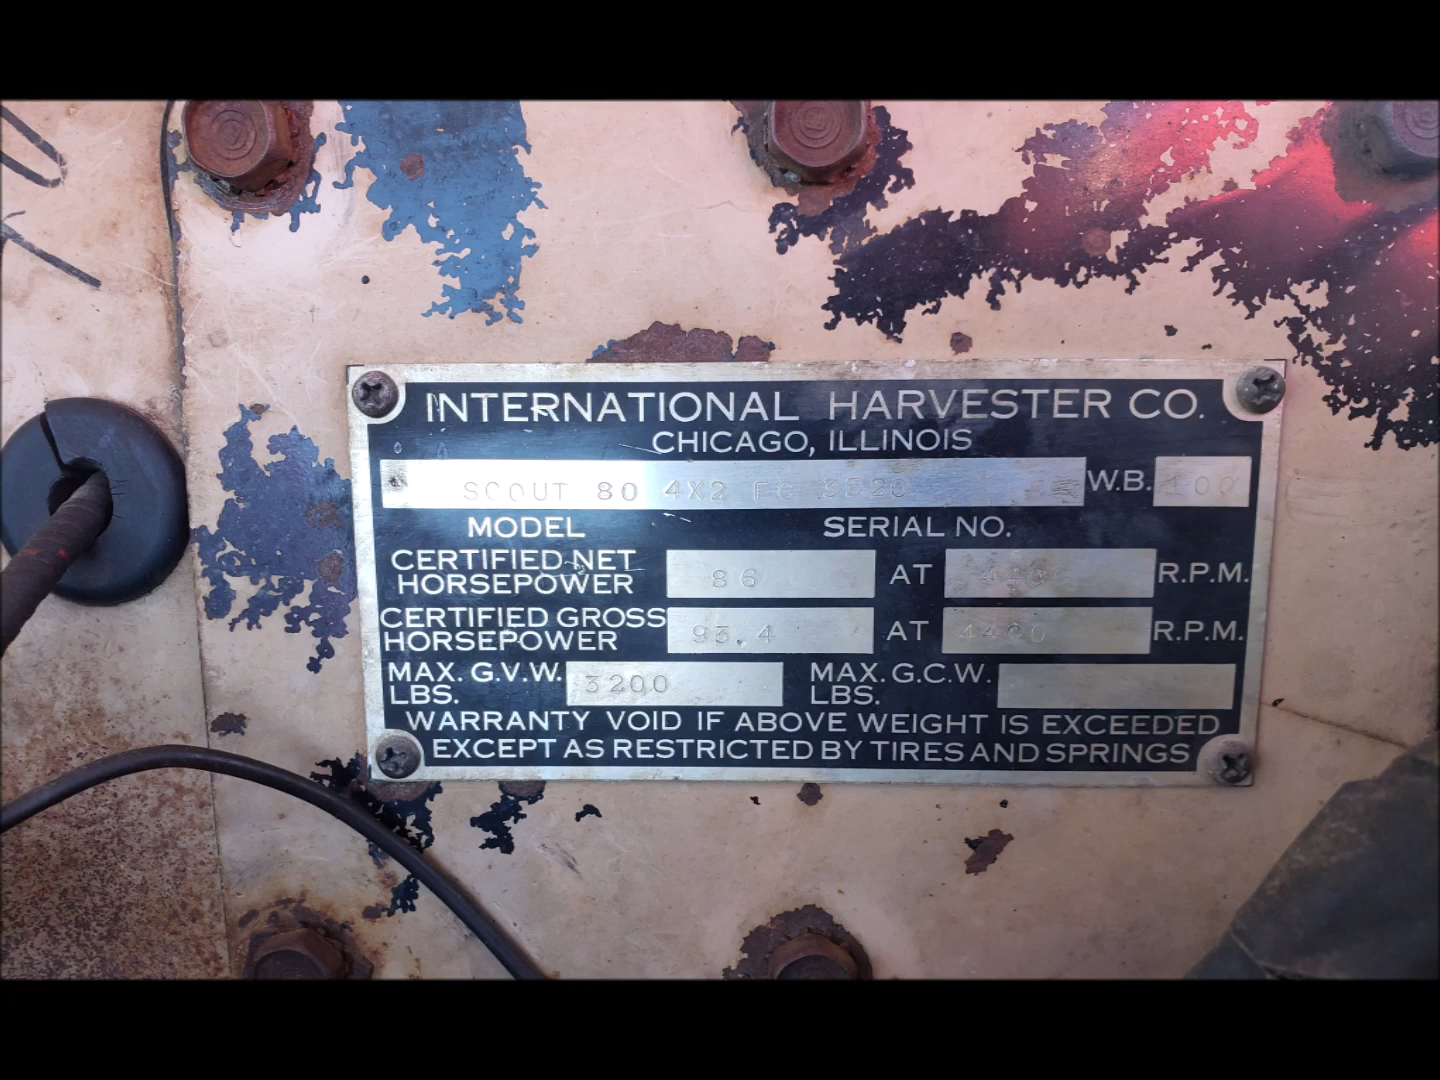 INTERNATIONAL HARVESTER CO.
CHICAGO, ILLINOIS
SCOUT 80 4X2 W.B. 100
MODEL SERIAL NO.
CERTIFIED NET HORSEPOWER 86 AT R.P.M.
CERTIFIED GROSS HORSEPOWER 93.4 AT 4400 R.P.M.
MAX. G.V.W. LBS. 3200 MAX. G.C.W. LBS.
WARRANTY VOID IF ABOVE WEIGHT IS EXCEEDED
EXCEPT AS RESTRICTED BY TIRES AND SPRINGS